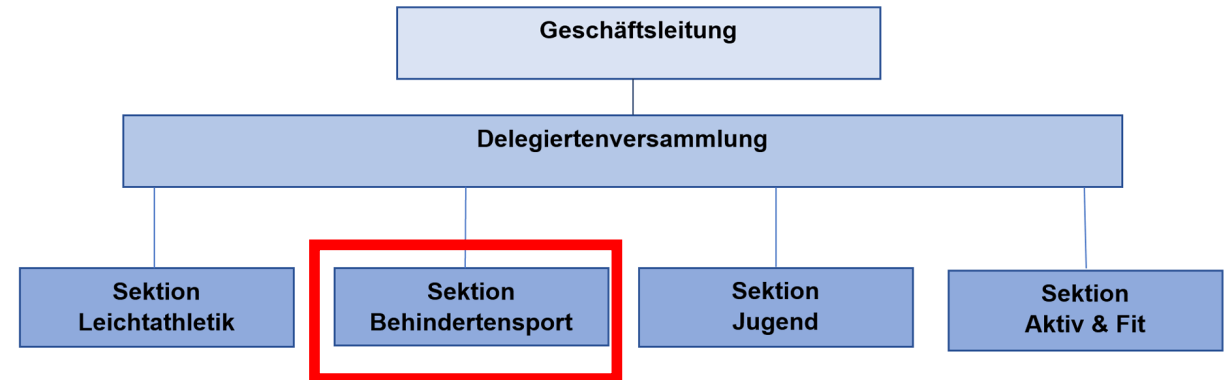 Geschäftsleitung
Delegiertenversammlung
Sektion
Leichtathletik
Sektion
Behindertensport
Sektion
Jugend
Sektion
Aktiv & Fit